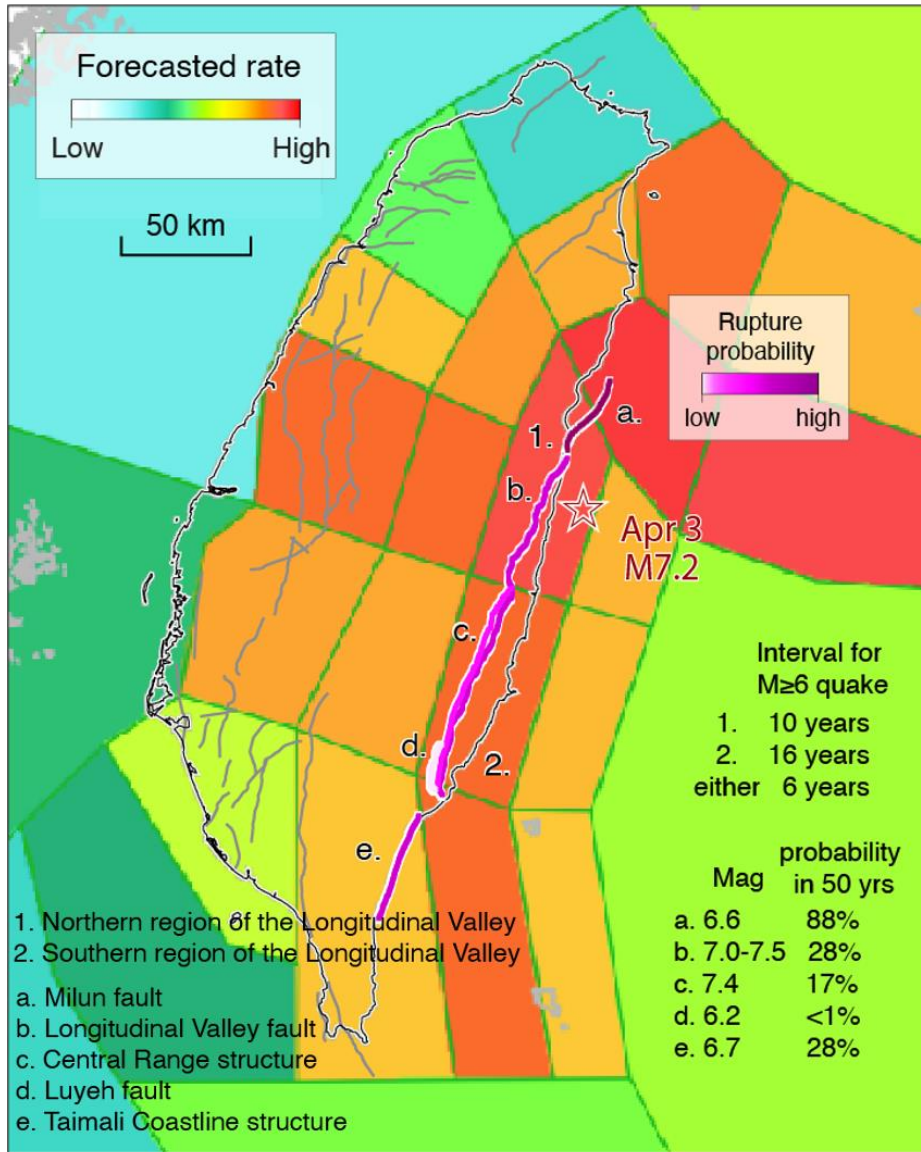 Forecasted rate
Low High
50 km
Rupture
probability
low high
a.
1.
b.
Apr 3
M7.2
c.
Interval for
M≥6 quake
1. 10 years
2. 16 years
either 6 years
d.
2.
e.
Mag probability
in 50 yrs
a. 6.6 88%
b. 7.0-7.5 28%
c. 7.4 17%
d. 6.2 <1%
e. 6.7 28%
1. Northern region of the Longitudinal Valley
2. Southern region of the Longitudinal Valley
a. Milun fault
b. Longitudinal Valley fault
c. Central Range structure
d. Luyeh fault
e. Taimali Coastline structure